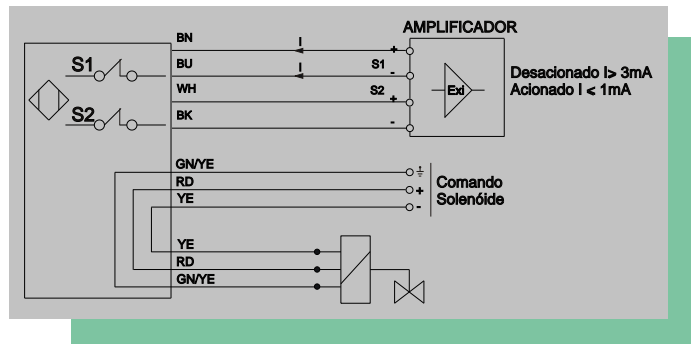 AMPLIFICADOR
BN
I
+
S1
BU
I
S1
-
Desacionado I> 3mA
WH
S2
+
Exi
Acionado I < 1mA
S2
BK
-
GN/YE
RD
+
Comando
YE
-
Solenóide
YE
RD
GN/YE